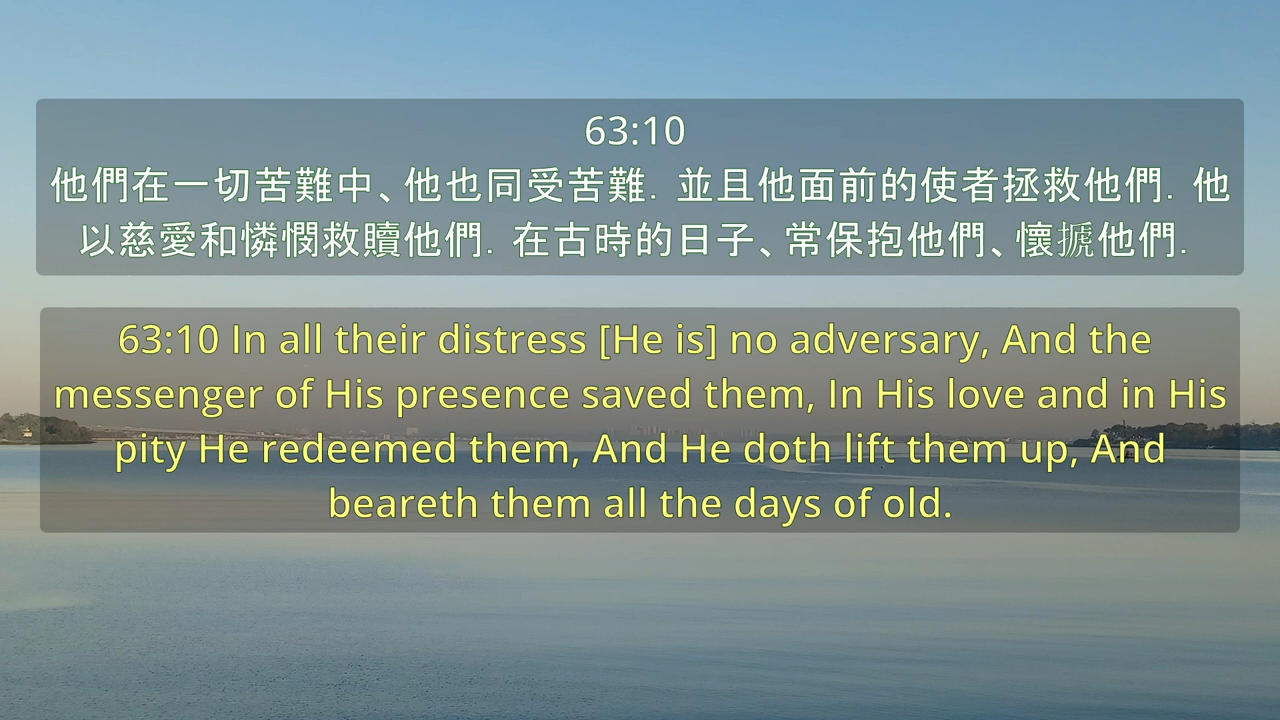 63:10
他們在一切苦難中、他也同受苦難. 並且他面前的使者拯救他們. 他
以慈愛和憐憫救贖他們. 在古時的日子、常保抱他們、懷搋他們.
63:10 In all their distress [He is] no adversary, And the
messenger of His presence saved them, In His love and in His
pity He redeemed them, And He doth lift them up, And
beareth them all the days of old.